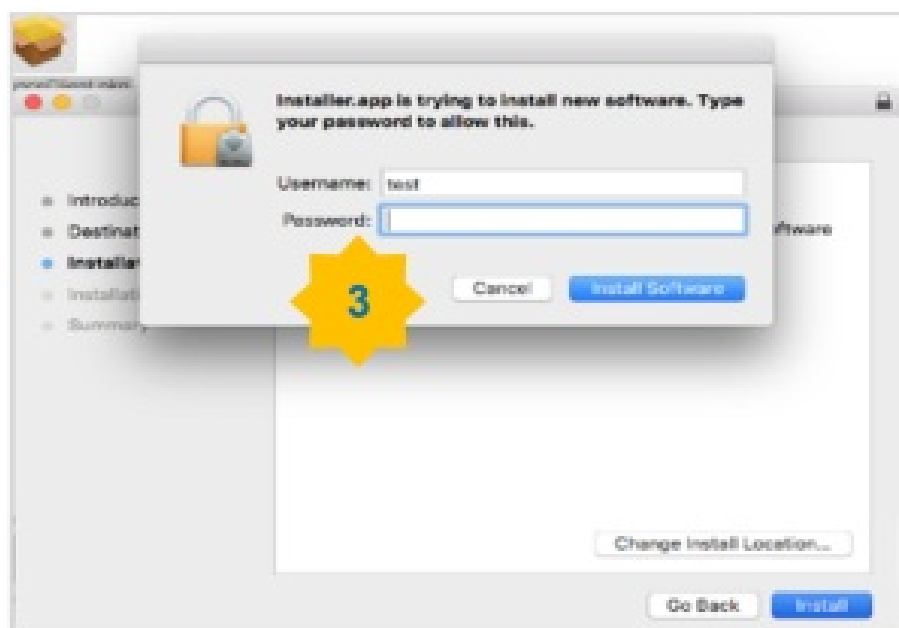 Installer.app is trying to install new software. Type
your password to allow this.
Username: test
Password:
Cancel
Install Software
3
Introduc
Destinat
Installat
Installati
Summary
ftware
Change Install Location...
Go Back
Install